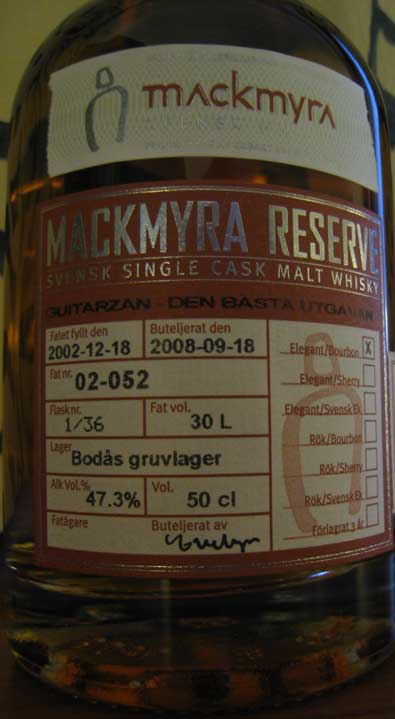 mackmyra
MACKMYRA RESERVE
SVENSK SINGLE CASK MALT WHISKY
GUITARZAN - DEN BÄSTA UTGÅVAN
Fatet fyllt den
2002-12-18
Buteljerat den
2008-09-18
Fat nr. 02-052
Flask nr.
1/36
Fat vol.
30 L
Lager Bodås gruvlager
Alk Vol.%
47.3%
Vol.
50 cl
Fatägare
Buteljerat av
Elegant/Bourbon X
Elegant/Sherry
Elegant/Svensk Ek
Rök/Bourbon
Rök/Sherry
Rök/Svensk Ek
Förlagrat 3 år